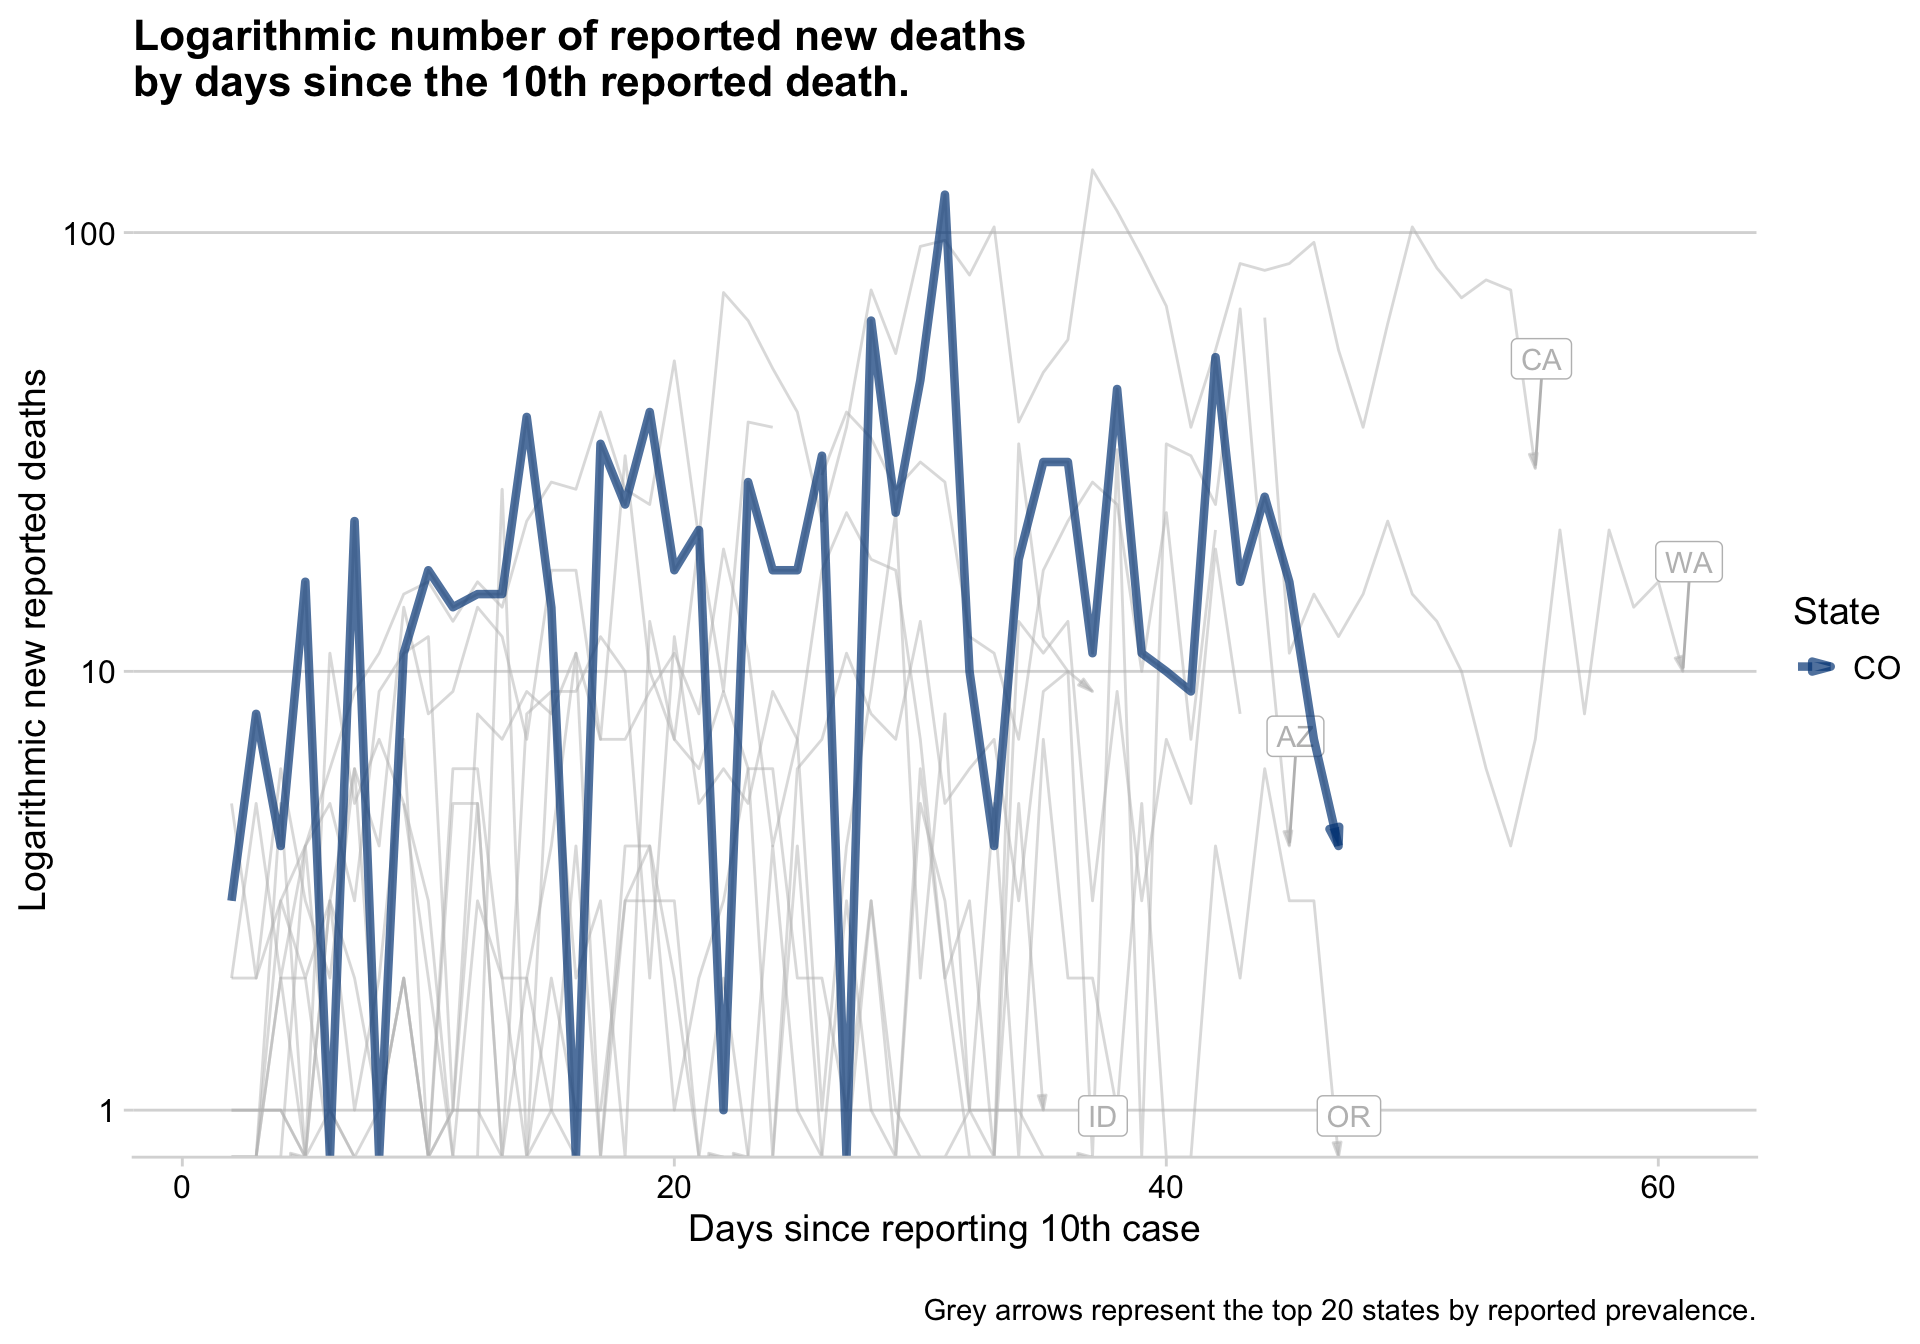 Logarithmic number of reported new deaths
by days since the 10th reported death.
Logarithmic new reported deaths
100
10
1
CA
WA
AZ
ID
OR
State
CO
0
20
40
60
Days since reporting 10th case
Grey arrows represent the top 20 states by reported prevalence.